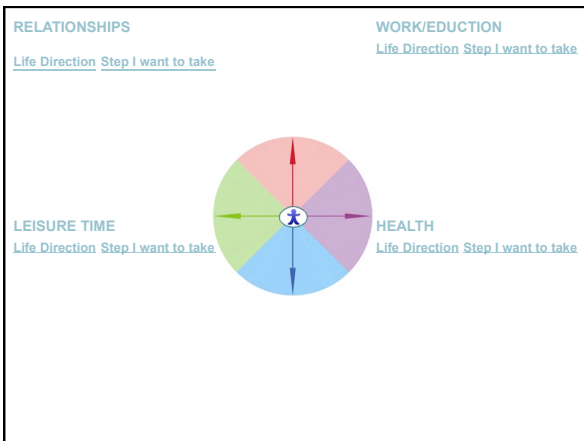 RELATIONSHIPS
Life Direction Step I want to take
WORK/EDUCTION
Life Direction Step I want to take
LEISURE TIME
Life Direction Step I want to take
HEALTH
Life Direction Step I want to take